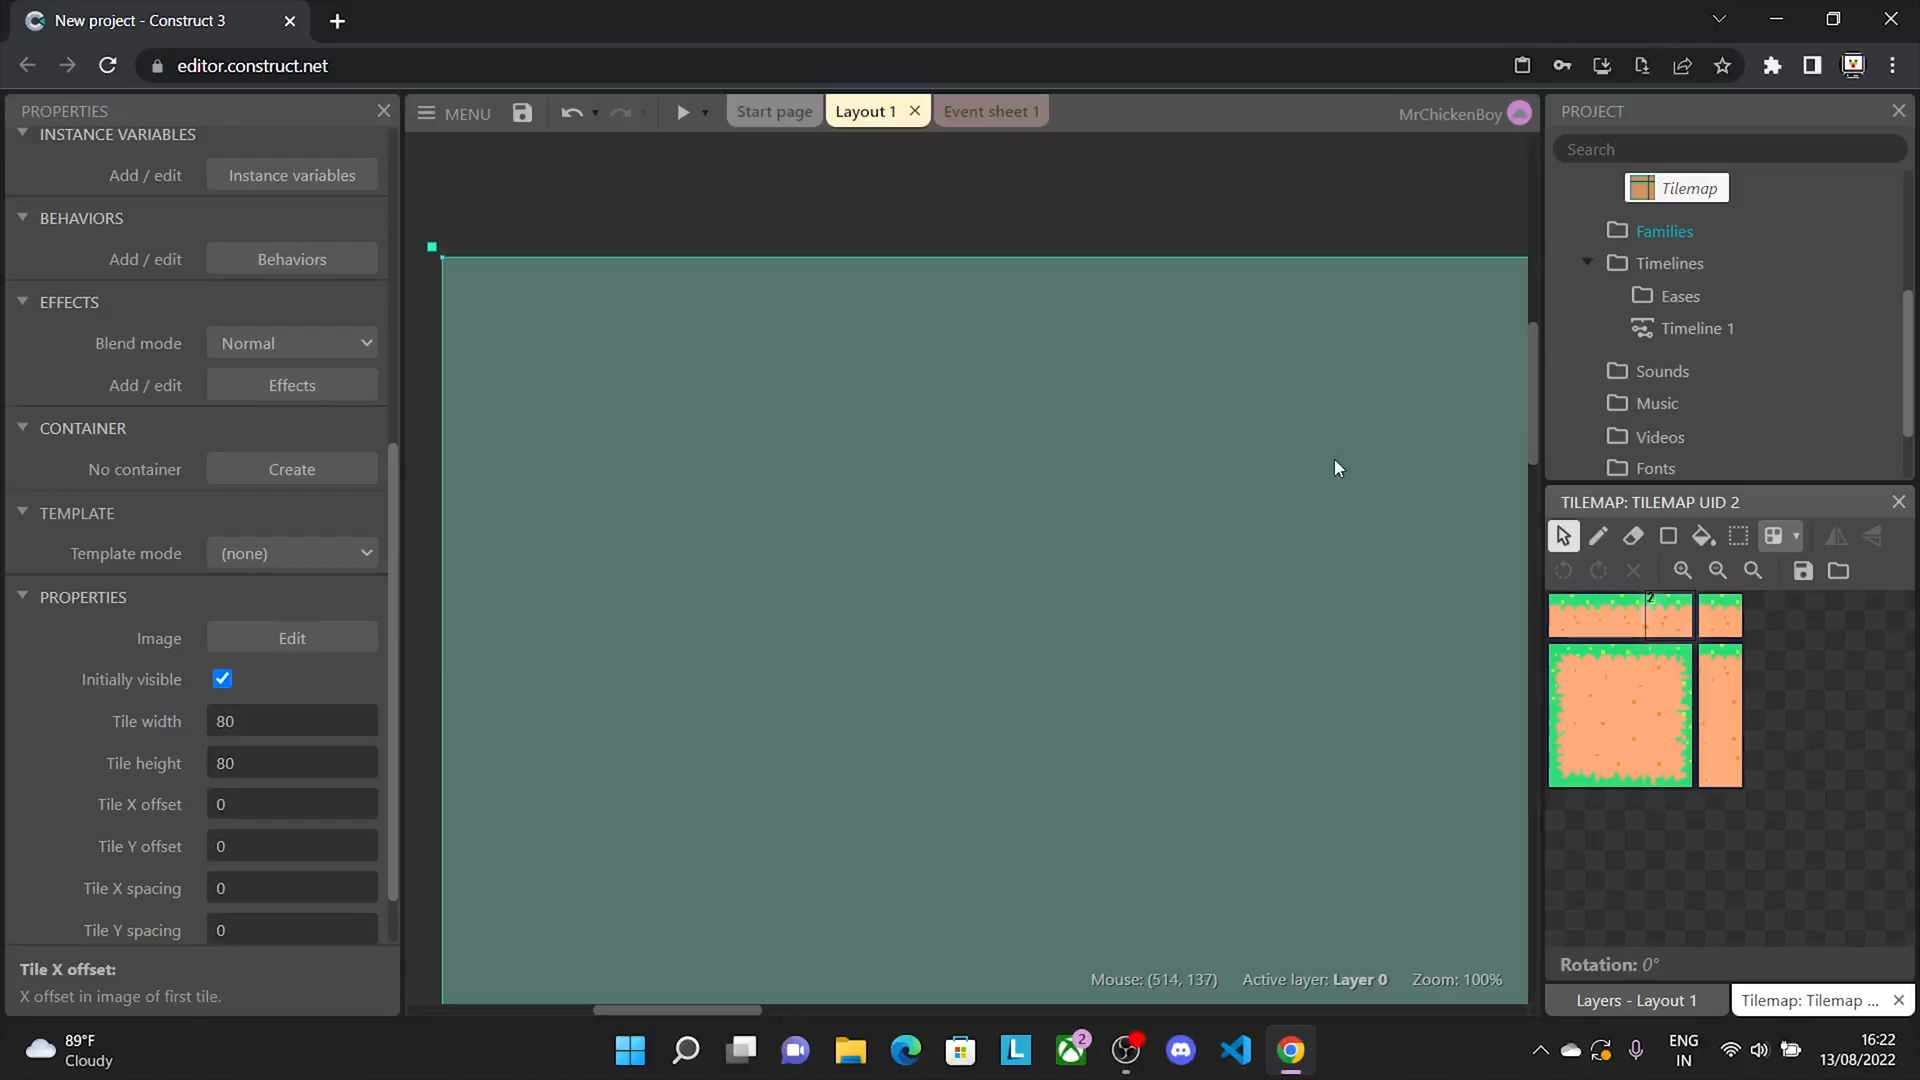 New project - Construct 3
editor.construct.net
PROPERTIES
INSTANCE VARIABLES
Add / edit
Instance variables
BEHAVIORS
Add / edit
Behaviors
EFFECTS
Blend mode
Normal
Add / edit
Effects
CONTAINER
No container
Create
TEMPLATE
Template mode
(none)
PROPERTIES
Image
Edit
Initially visible
Tile width
80
Tile height
80
Tile X offset
0
Tile Y offset
0
Tile X spacing
0
Tile Y spacing
0
Tile X offset:
X offset in image of first tile.
MENU
Start page
Layout 1
Event sheet 1
MrChickenBoy
Mouse: (514, 137)
Active layer: Layer 0
Zoom: 100%
PROJECT
Search
Tilemap
Families
Timelines
Eases
Timeline 1
Sounds
Music
Videos
Fonts
TILEMAP: TILEMAP UID 2
2
Rotation: 0°
Layers - Layout 1
Tilemap: Tilemap ...
89°F
Cloudy
L
2
ENG
IN
16:22
13/08/2022